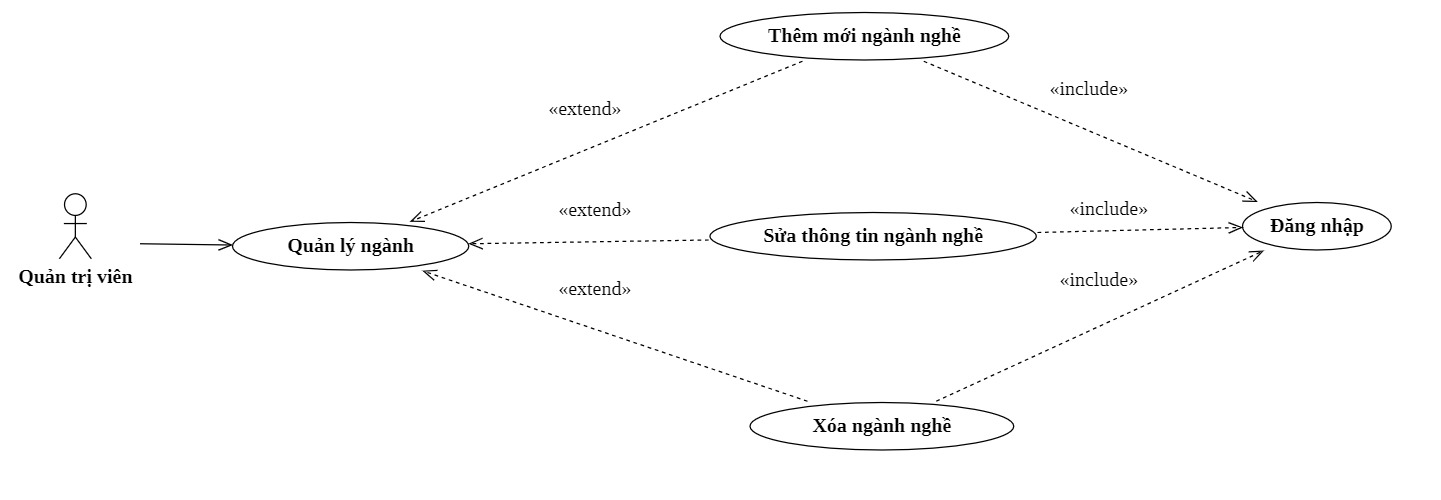 Thêm mới ngành nghề
«include»
«extend»
«extend»
«include»
Quản lý ngành
Sửa thông tin ngành nghề
Đăng nhập
Quản trị viên
«extend»
«include»
Xóa ngành nghề